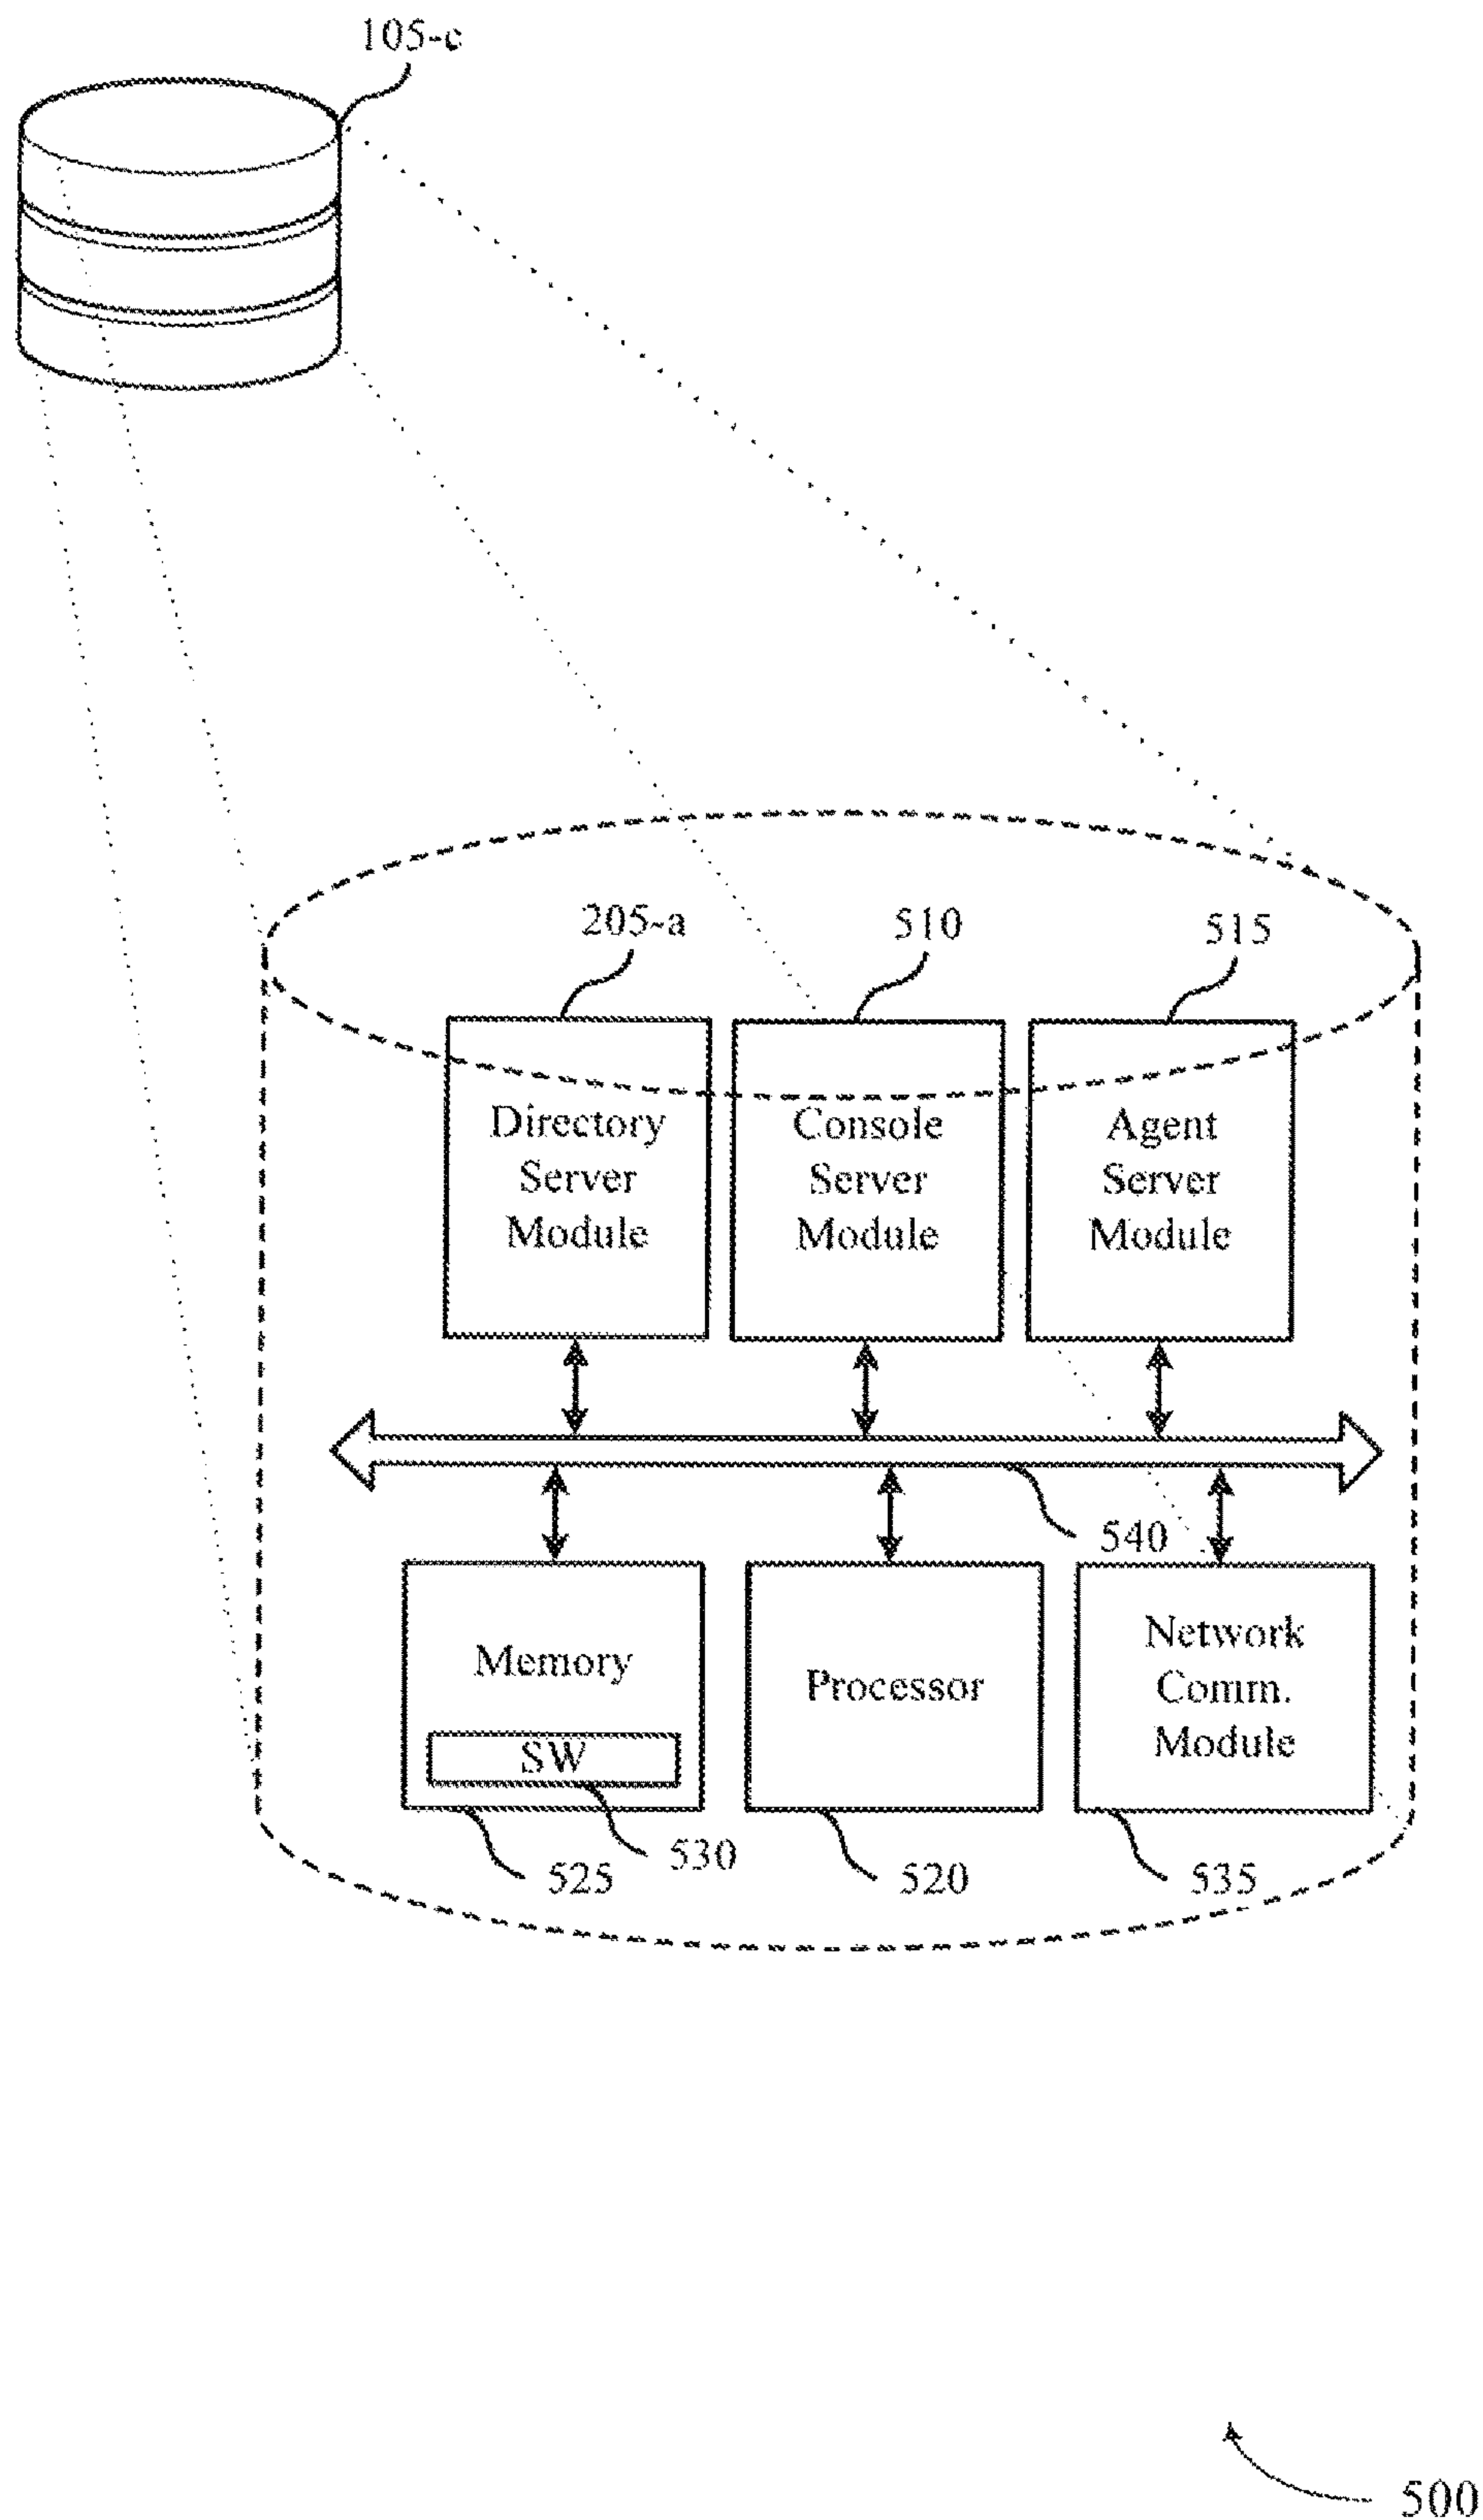 105-c
205-a
510
515
Directory
Server
Module
Console
Server
Module
Agent
Server
Module
540
Memory
SW
Processor
Network
Comm.
Module
530
525
520
535
500